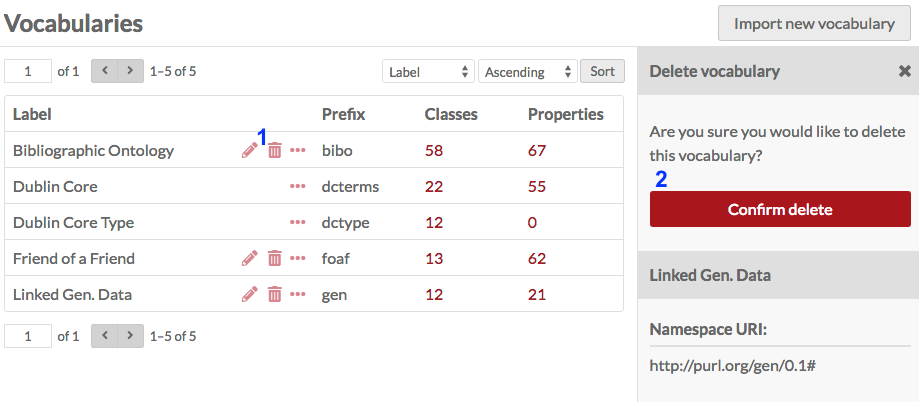 Vocabularies
Import new vocabulary
1 of 1 < > 1–5 of 5 Label Ascending Sort
Label Prefix Classes Properties
1
Bibliographic Ontology bibo 58 67
Dublin Core dcterms 22 55
Dublin Core Type dctype 12 0
Friend of a Friend foaf 13 62
Linked Gen. Data gen 12 21
1 of 1 < > 1–5 of 5
Delete vocabulary
Are you sure you would like to delete
this vocabulary?
2
Confirm delete
Linked Gen. Data
Namespace URI:
http://purl.org/gen/0.1#